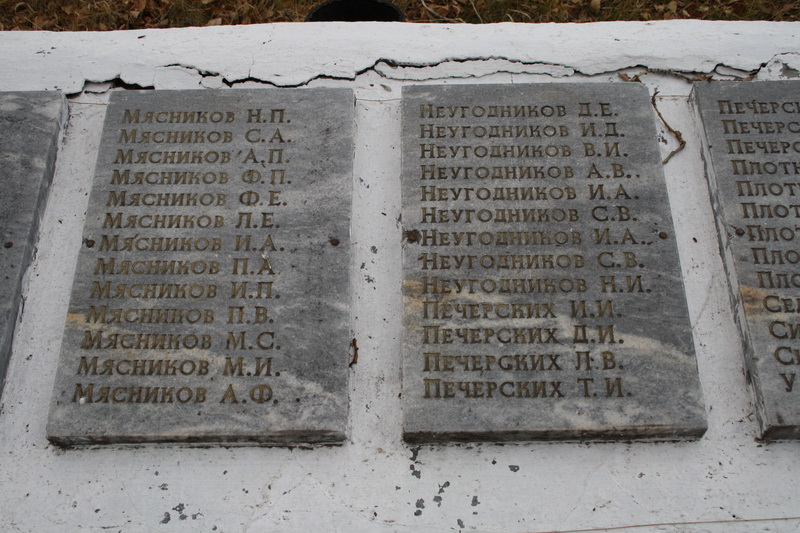 Мясников Н.П.
Мясников С.А.
Мясников А.П.
Мясников Ф.П.
Мясников Ф.Е.
Мясников Л.Е.
Мясников И.А.
Мясников П.А.
Мясников И.П.
Мясников П.В.
Мясников М.С.
Мясников М.И.
Мясников А.Ф.
Неугодников Д.Е.
Неугодников И.Д.
Неугодников В.И.
Неугодников А.В.
Неугодников И.А.
Неугодников С.В.
Неугодников И.А.
Неугодников С.В.
Неугодников Н.И.
Печерских И.И.
Печерских Д.И.
Печерских Л.В.
Печерских Т.И.